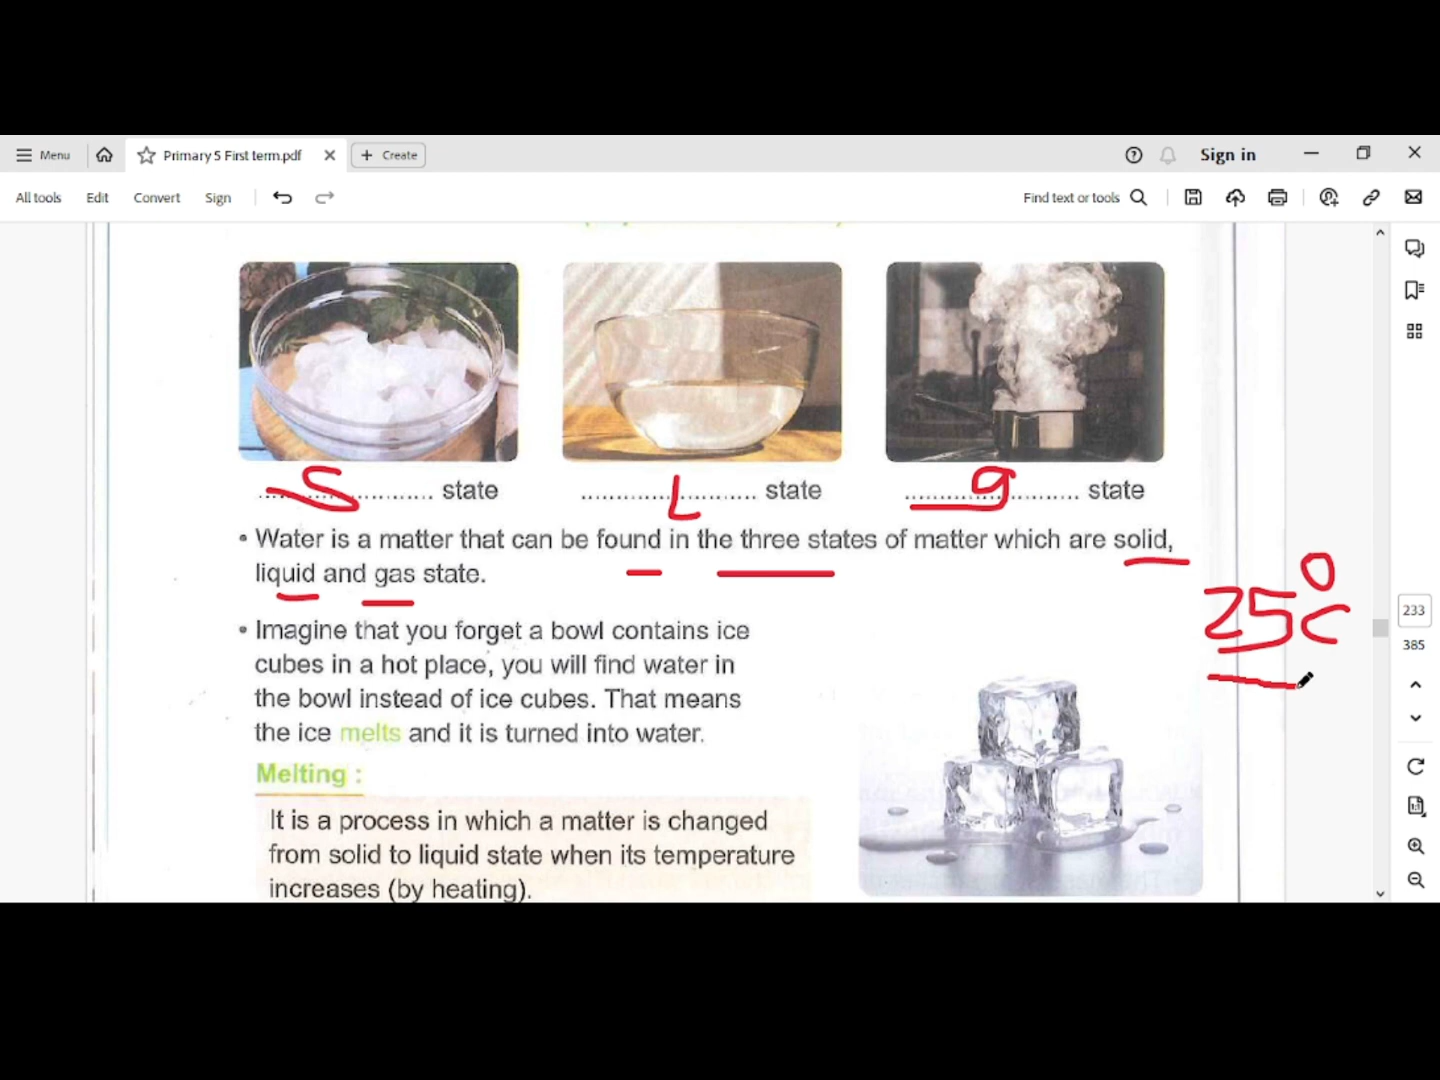 Menu
Primary 5 First term.pdf
Create
Sign in
All tools
Edit
Convert
Sign
Find text or tools
S state
L state
g state
• Water is a matter that can be found in the three states of matter which are solid,
liquid and gas state.
25°C
233
385
• Imagine that you forget a bowl contains ice
cubes in a hot place, you will find water in
the bowl instead of ice cubes. That means
the ice melts and it is turned into water.
Melting :
It is a process in which a matter is changed
from solid to liquid state when its temperature
increases (by heating).